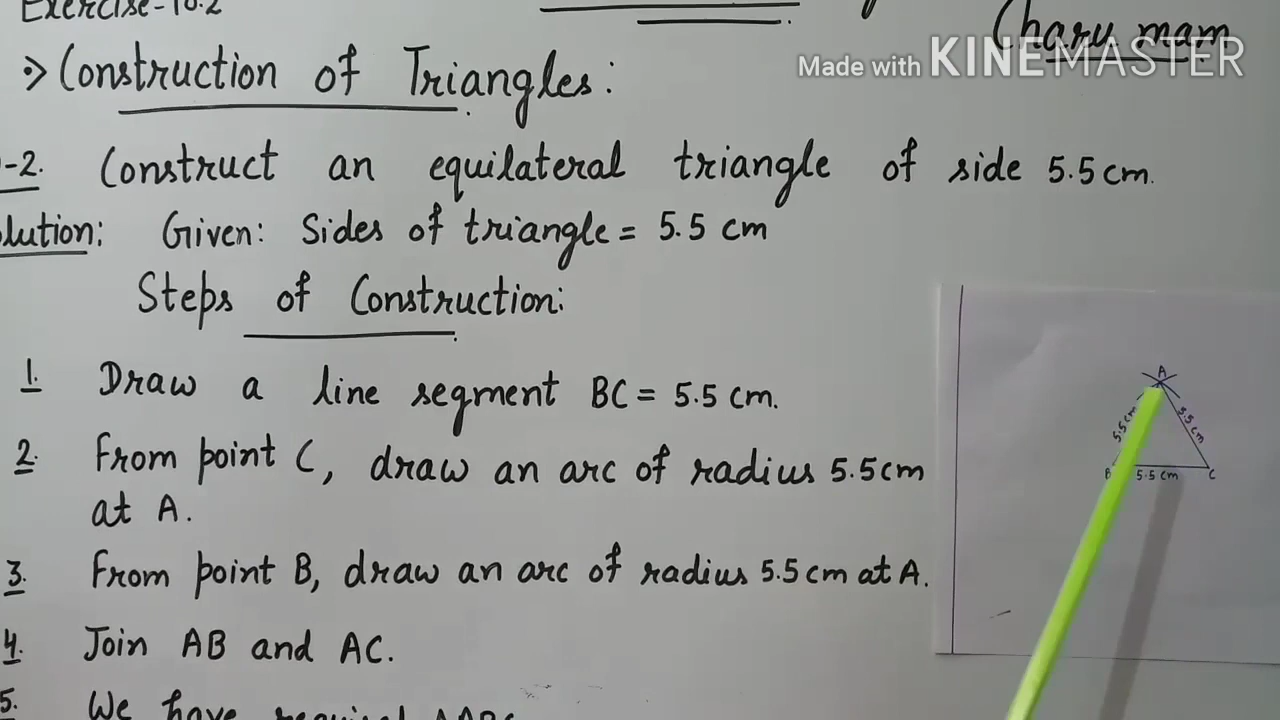 Exercise-10.2
Charu mam
Made with KINEMASTER
:> Construction of Triangles:
-2. Construct an equilateral triangle of side 5.5 cm.
olution: Given: Sides of triangle = 5.5 cm
Steps of Construction:
1. Draw a line segment BC = 5.5 cm.
2. From point C, draw an arc of radius 5.5cm
at A.
3. From point B, draw an arc of radius 5.5 cm at A.
4. Join AB and AC.
5. We have required
A
5.5 cm
5.5 cm
B
5.5 cm
C